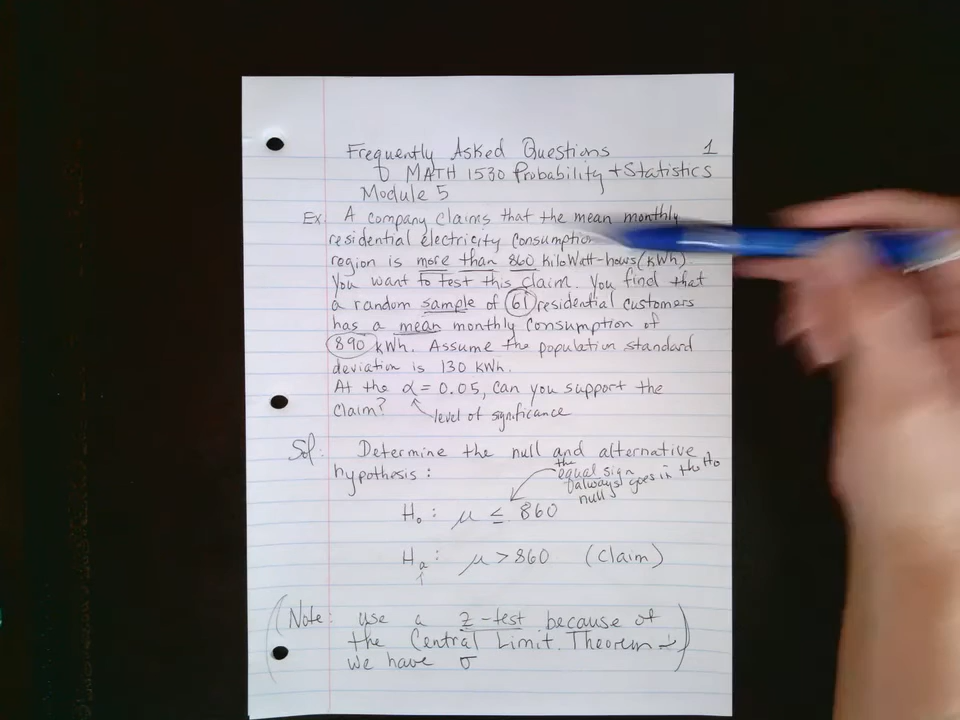 Frequently Asked Questions 1
MATH 1530 Probability + Statistics
Module 5
Ex: A company claims that the mean monthly
residential electricity consumption
region is more than 860 kiloWatt-hours (kWh).
You want to test this claim. You find that
a random sample of 61 residential customers
has a mean monthly consumption of
890 kWh. Assume the population standard
deviation is 130 kWh.
At the α = 0.05, can you support the
claim? level of significance
Sol: Determine the null and alternative
hypothesis:
the
equal sign
always goes in the Ho
null
Ho: μ ≤ 860
Ha: μ > 860 (Claim)
(Note: use a z-test because of
the Central Limit Theorem +
we have σ)